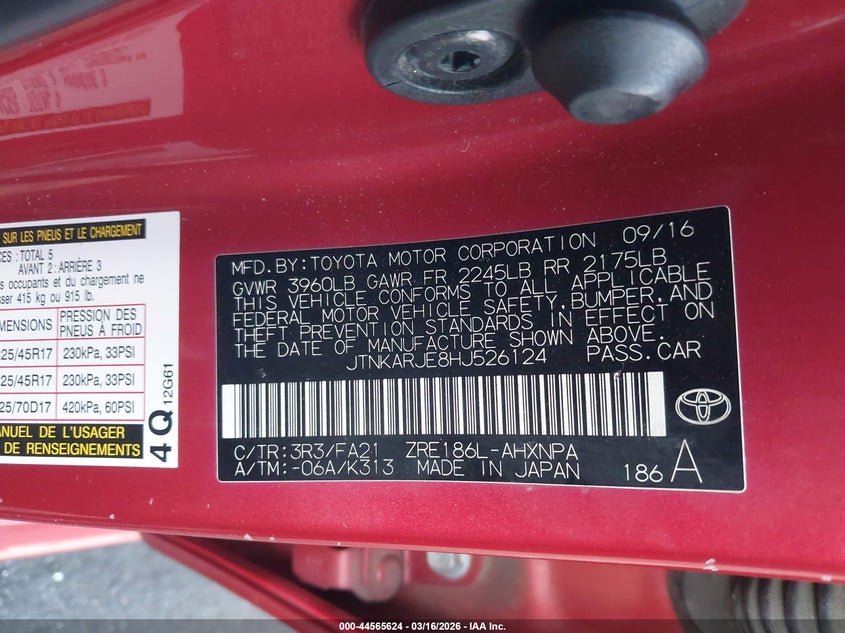 SUR LES PNEUS ET LE CHARGEMENT
CES : TOTAL 5
AVANT 2 : ARRIÈRE 3
s occupants et du chargement ne
sser 415 kg ou 915 lb.
MENSIONS PRESSION DES PNEUS À FROID
225/45R17 230kPa, 33PSI
225/45R17 230kPa, 33PSI
25/70D17 420kPa, 60PSI
ANUEL DE L'USAGER
DE RENSEIGNEMENTS
4Q 12G61
MFD.BY:TOYOTA MOTOR CORPORATION 09/16
GVWR 3960LB GAWR FR 2245LB RR 2175LB
THIS VEHICLE CONFORMS TO ALL APPLICABLE
FEDERAL MOTOR VEHICLE SAFETY,BUMPER,AND
THEFT PREVENTION STANDARDS IN EFFECT ON
THE DATE OF MANUFACTURE SHOWN ABOVE.
JTNKARJE8HJ526124 PASS.CAR
C/TR:3R3/FA21 ZRE186L-AHXNPA
A/TM:-06A/K313 MADE IN JAPAN
186 A
000-44565624 - 03/16/2026 - IAA Inc.